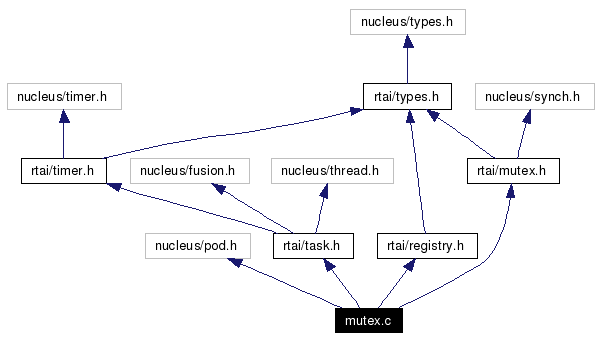 nucleus/types.h
nucleus/timer.h
rtai/types.h
nucleus/synch.h
rtai/timer.h
nucleus/fusion.h
nucleus/thread.h
rtai/mutex.h
nucleus/pod.h
rtai/task.h
rtai/registry.h
mutex.c